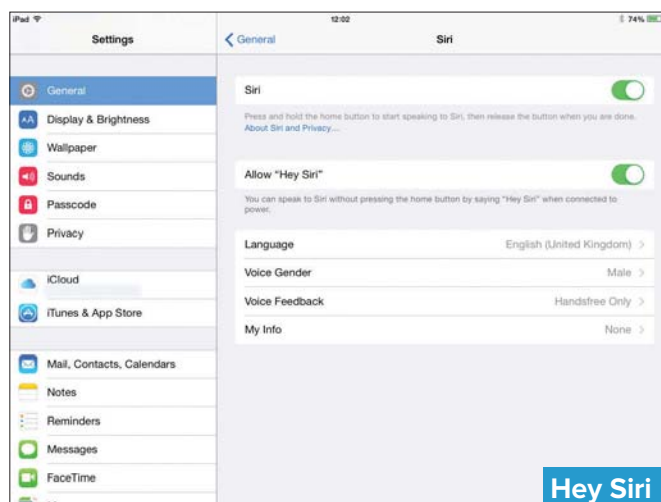 iPad 12:02 74%
Settings
General Siri
General
Display & Brightness
Wallpaper
Sounds
Passcode
Privacy
iCloud
iTunes & App Store
Mail, Contacts, Calendars
Notes
Reminders
Messages
FaceTime
Siri
Press and hold the home button to start speaking to Siri, then release the button when you are done.
About Siri and Privacy...
Allow "Hey Siri"
You can speak to Siri without pressing the home button by saying "Hey Siri" when connected to
power.
Language English (United Kingdom)
Voice Gender Male
Voice Feedback Handsfree Only
My Info None
Hey Siri